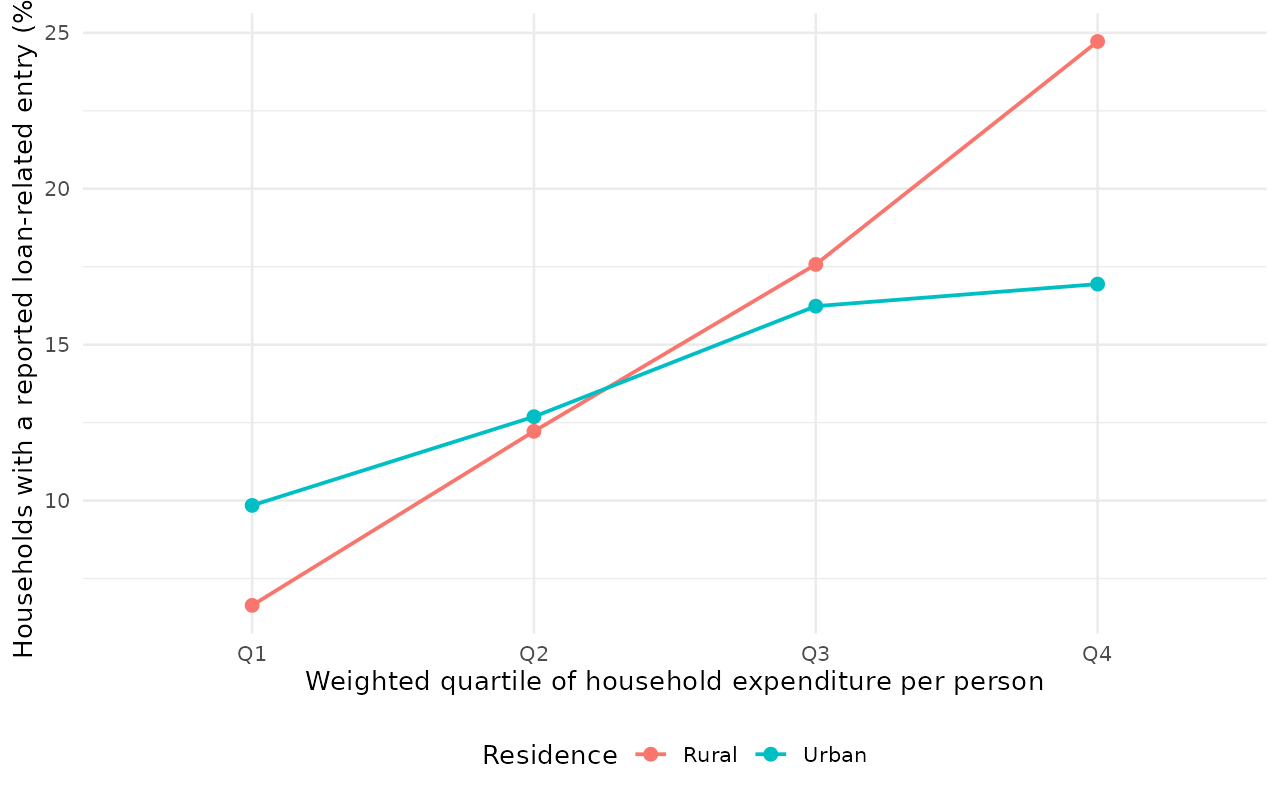 Households with a reported loan-related entry (%
25
20
15
10
Q1 Q2 Q3 Q4
Weighted quartile of household expenditure per person
Residence Rural Urban